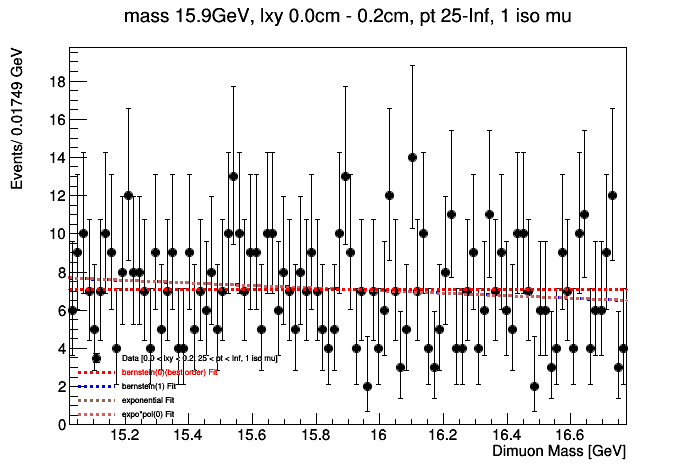 mass 15.9GeV, lxy 0.0cm - 0.2cm, pt 25-Inf, 1 iso mu
Events/ 0.01749 GeV
18
16
14
12
10
8
6
4
2
0
Data [0.0 < lxy < 0.2, 25 < pt < Inf, 1 iso mu]
bernstein(0)(best order) Fit
bernstein(1) Fit
exponential Fit
expo*pol(0) Fit
15.2 15.4 15.6 15.8 16 16.2 16.4 16.6
Dimuon Mass [GeV]